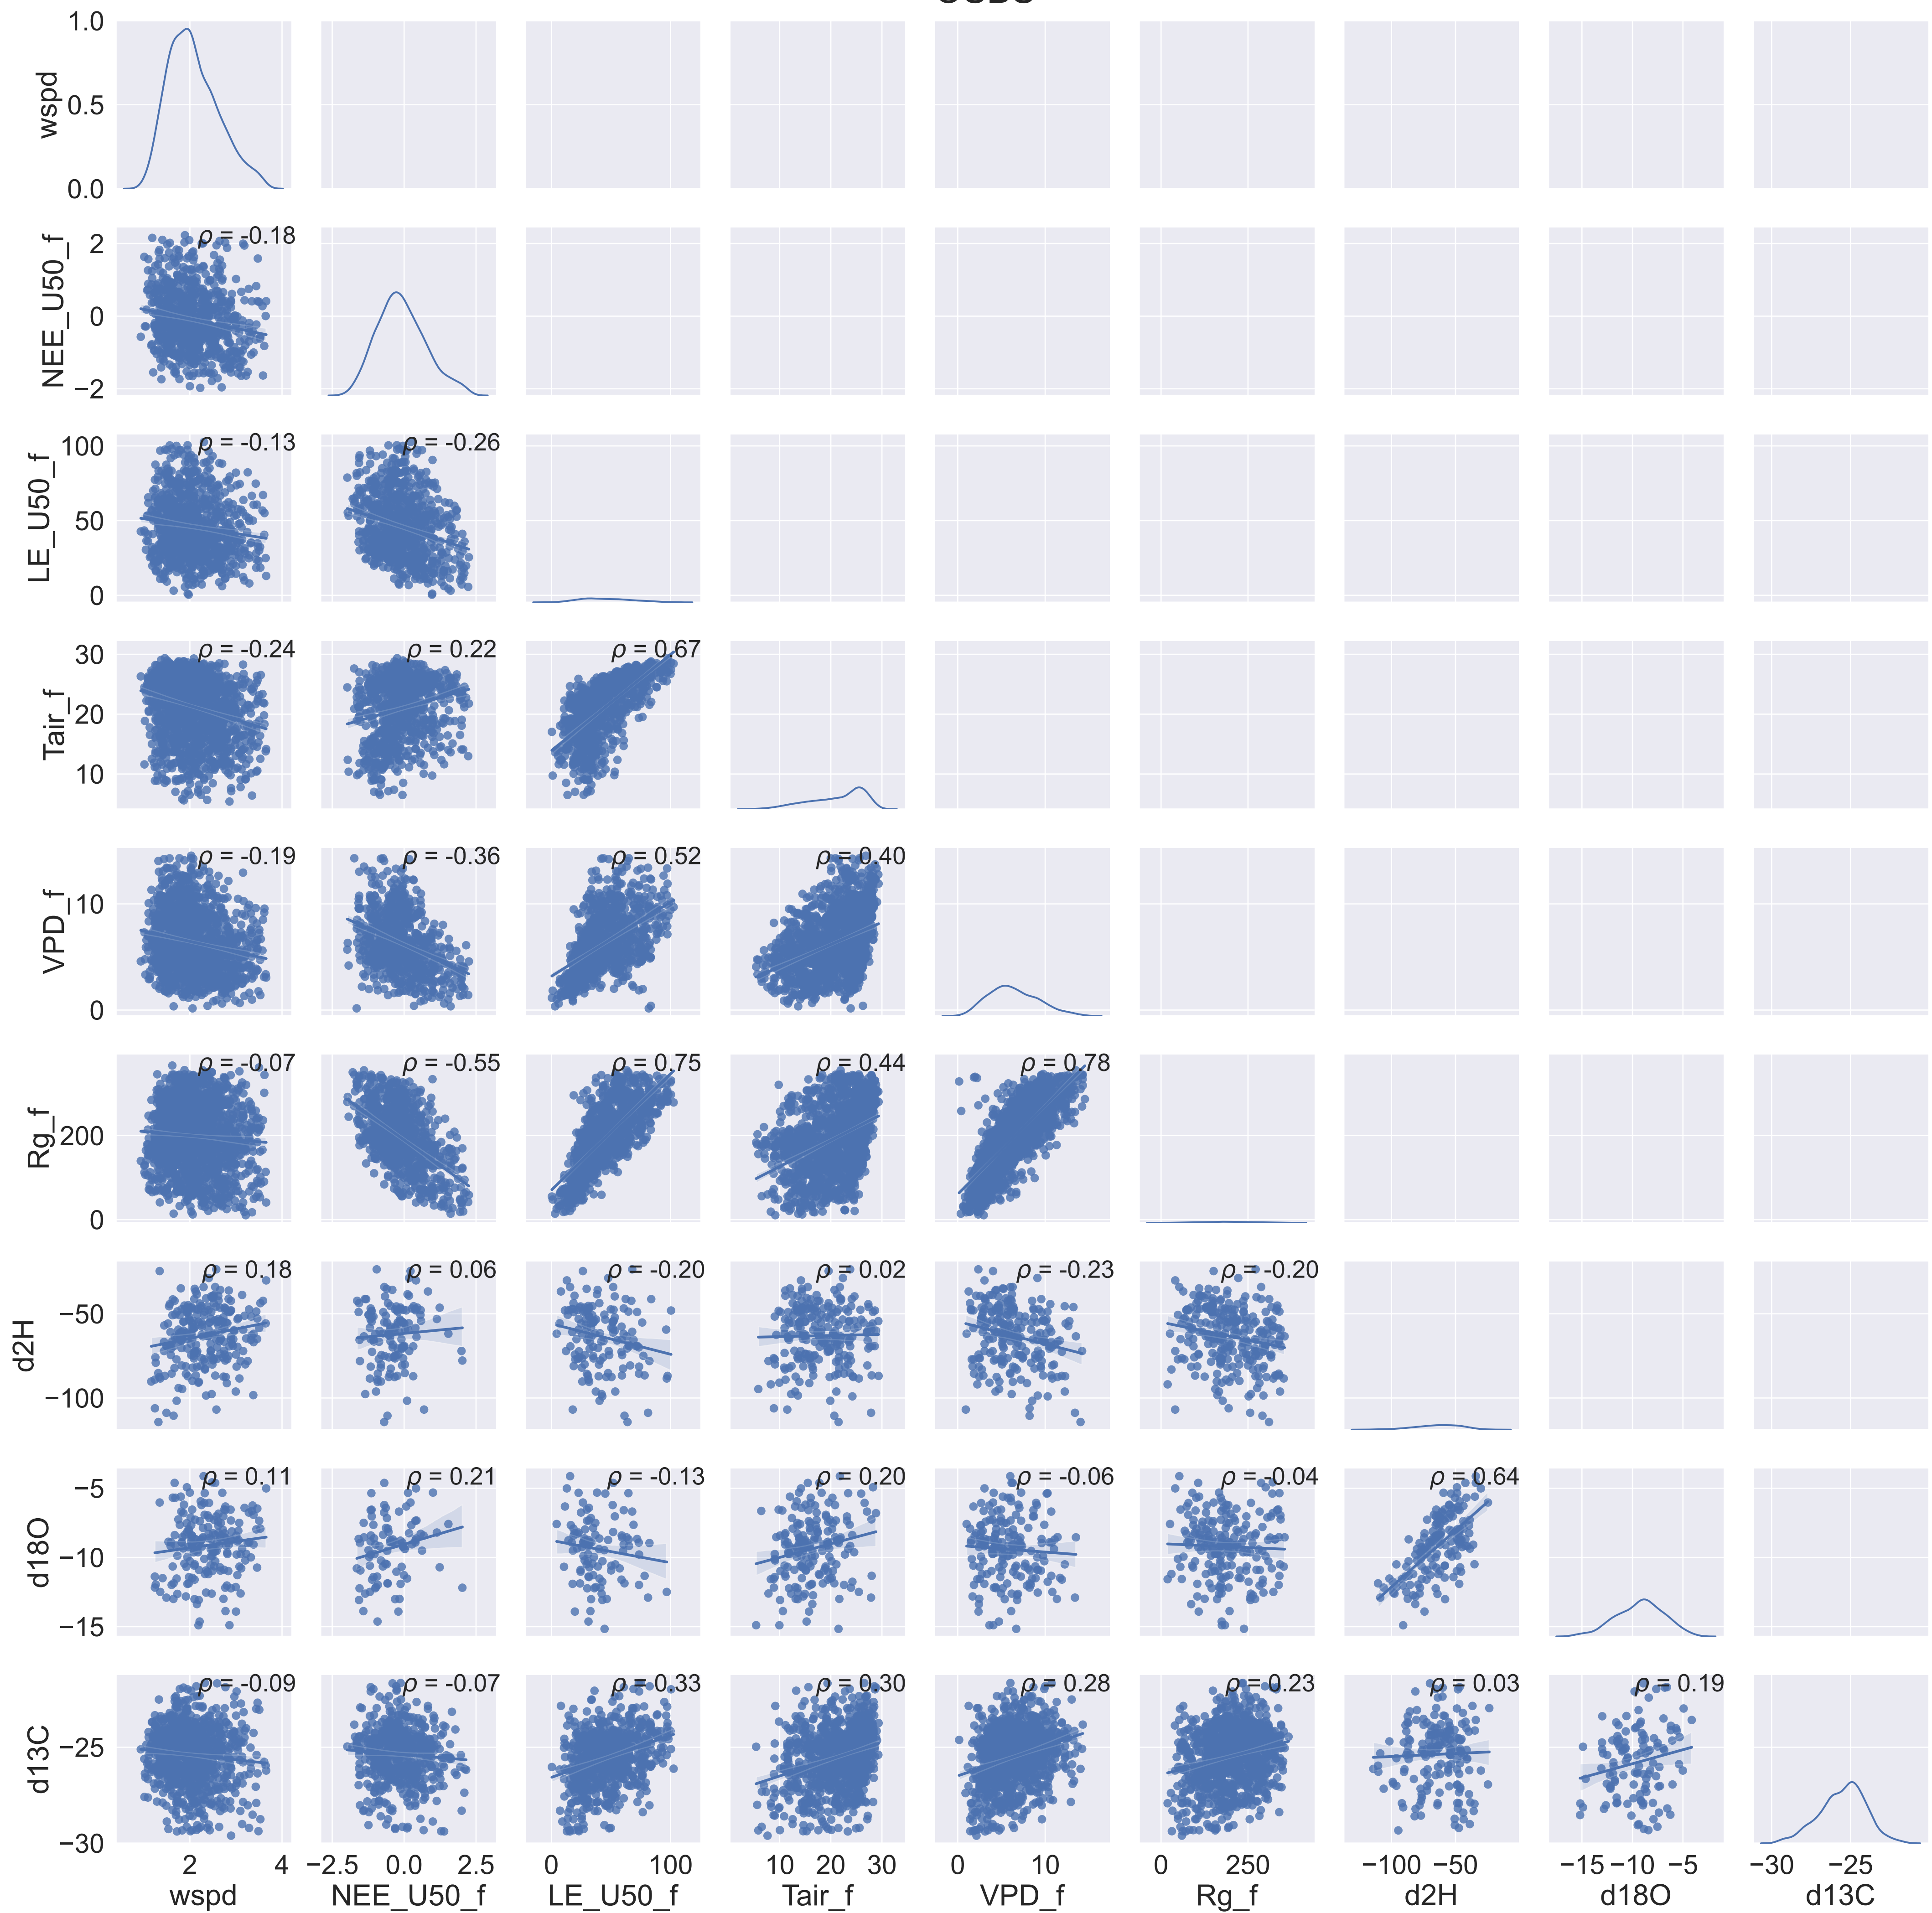 1.0
wspd
0.5
0.0
ρ = -0.18
2
NEE_U50_f
0
−2
ρ = -0.13 ρ = -0.26
100
LE_U50_f
50
0
ρ = -0.24 ρ = 0.22 ρ = 0.67
30
Tair_f
20
10
ρ = -0.19 ρ = -0.36 ρ = 0.52 ρ = 0.40
VPD_f
10
0
ρ = -0.07 ρ = -0.55 ρ = 0.75 ρ = 0.44 ρ = 0.78
Rg_f
200
0
ρ = 0.18 ρ = 0.06 ρ = -0.20 ρ = 0.02 ρ = -0.23 ρ = -0.20
−50
d2H
−100
ρ = 0.11 ρ = 0.21 ρ = -0.13 ρ = 0.20 ρ = -0.06 ρ = -0.04 ρ = 0.64
−5
d18O
−10
−15
ρ = -0.09 ρ = -0.07 ρ = 0.33 ρ = 0.30 ρ = 0.28 ρ = 0.23 ρ = 0.03 ρ = 0.19
d13C
−25
−30
2 4 −2.5 0.0 2.5 0 100 10 20 30 0 10 0 250 −100 −50 −15 −10 −5 −30 −25
wspd NEE_U50_f LE_U50_f Tair_f VPD_f Rg_f d2H d18O d13C